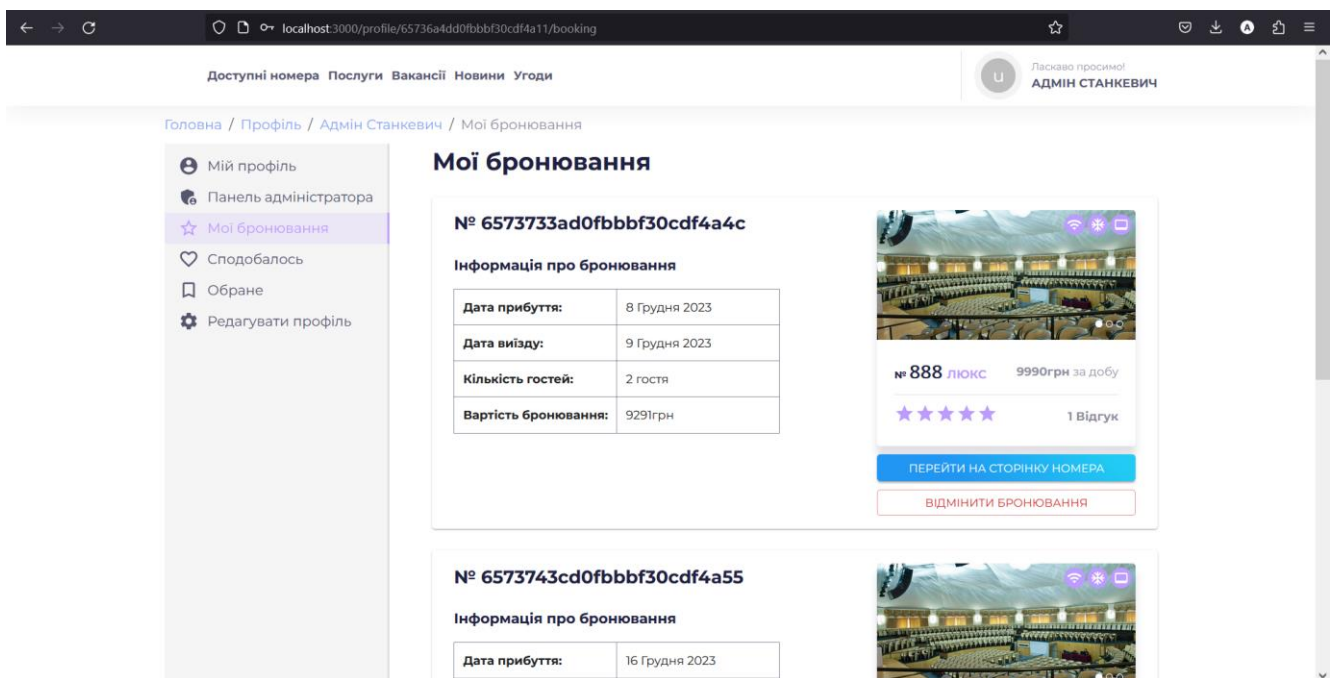 localhost:3000/profile/65736a4dd0fbbbf30cdf4a11/booking
Доступні номера Послуги Вакансії Новини Угоди
u
Ласкаво просимо!
АДМІН СТАНКЕВИЧ
Головна / Профіль / Адмін Станкевич / Мої бронювання
Мій профіль
Панель адміністратора
Мої бронювання
Сподобалось
Обране
Редагувати профіль
Мої бронювання
№ 6573733ad0fbbbf30cdf4a4c
Інформація про бронювання
Дата прибуття: 8 Грудня 2023
Дата виїзду: 9 Грудня 2023
Кількість гостей: 2 гостя
Вартість бронювання: 9291грн
№ 888 люкс 9990грн за добу
1 Відгук
ПЕРЕЙТИ НА СТОРІНКУ НОМЕРА
ВІДМІНИТИ БРОНЮВАННЯ
№ 6573743cd0fbbbf30cdf4a55
Інформація про бронювання
Дата прибуття: 16 Грудня 2023